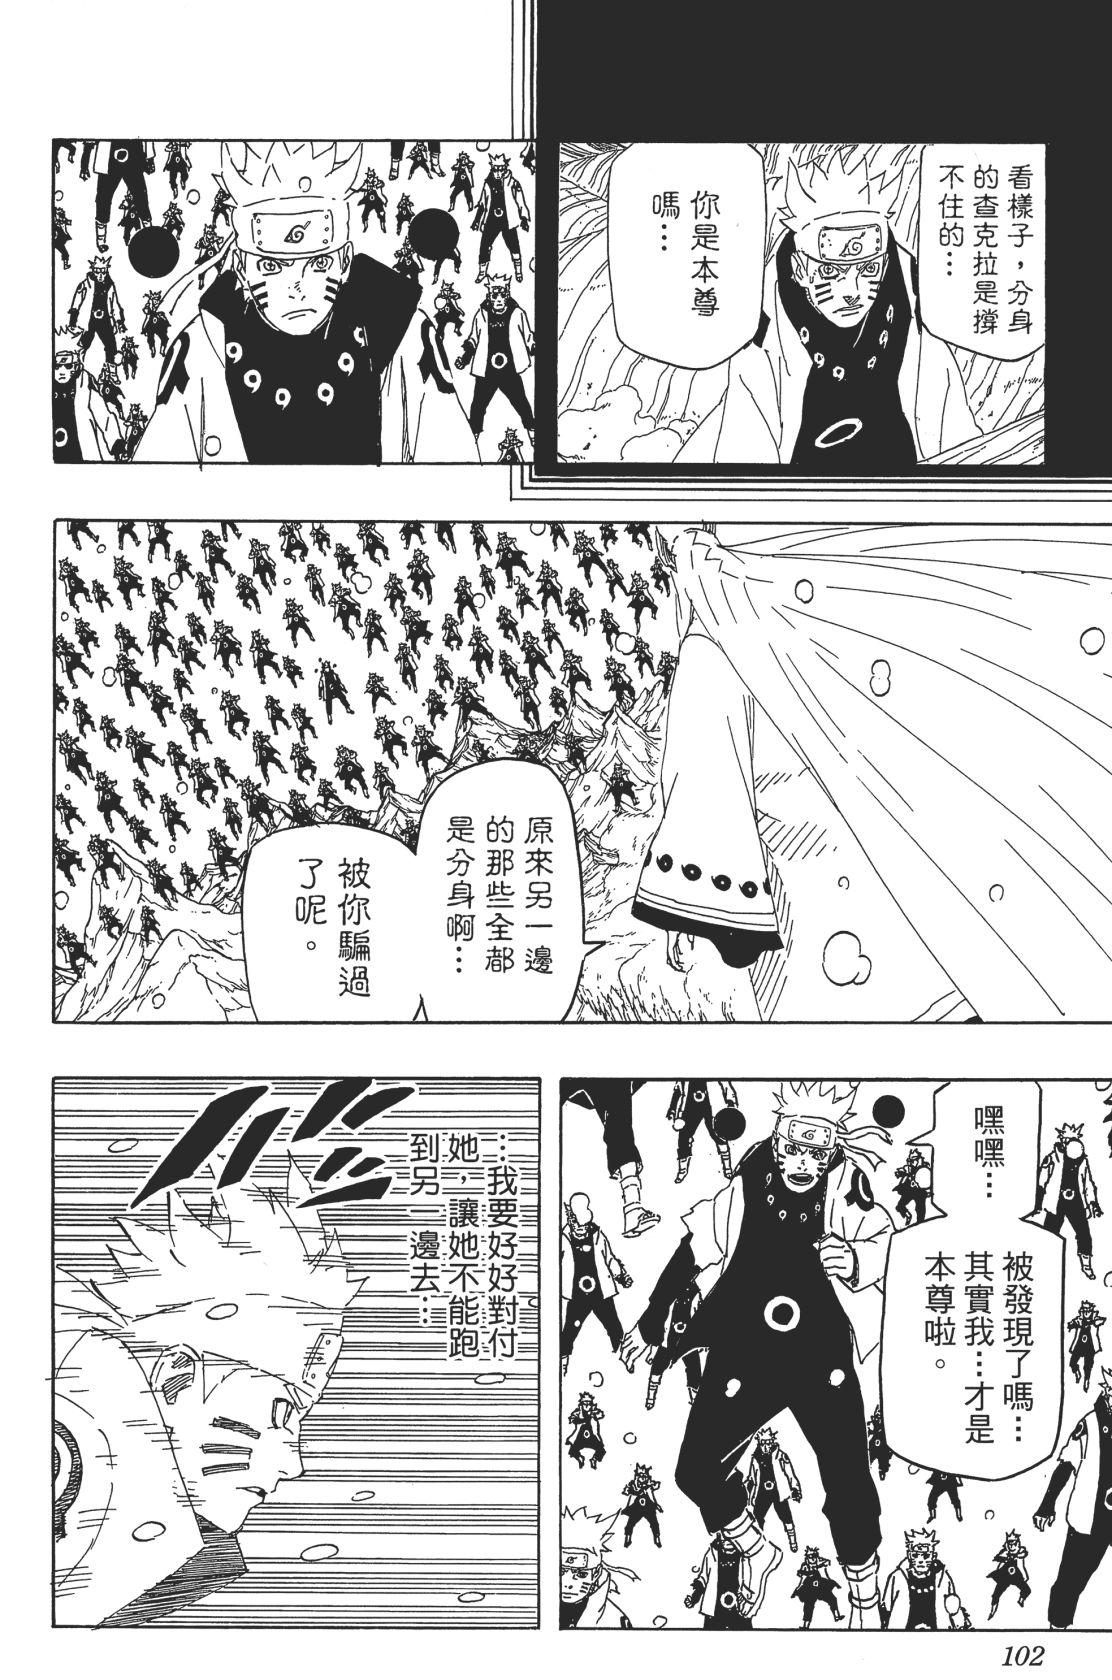 看樣子，分身
的查克拉是撐
不住的…
你是本尊
嗎…
原來另一邊
的那些全都
是分身啊…
被你騙過
了呢。
嘿嘿…
被發現了嗎…
其實我…才是
本尊啦。
…我要好好對付
她，讓她不能跑
到另一邊去…
102